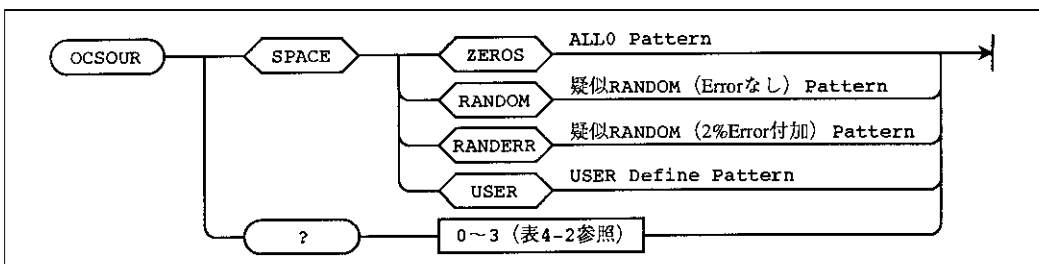 OCSOUR SPACE ZEROS ALL0 Pattern
RANDOM 疑似RANDOM（Errorなし）Pattern
RANDERR 疑似RANDOM（2%Error付加）Pattern
USER USER Define Pattern
? 0～3（表4-2参照）